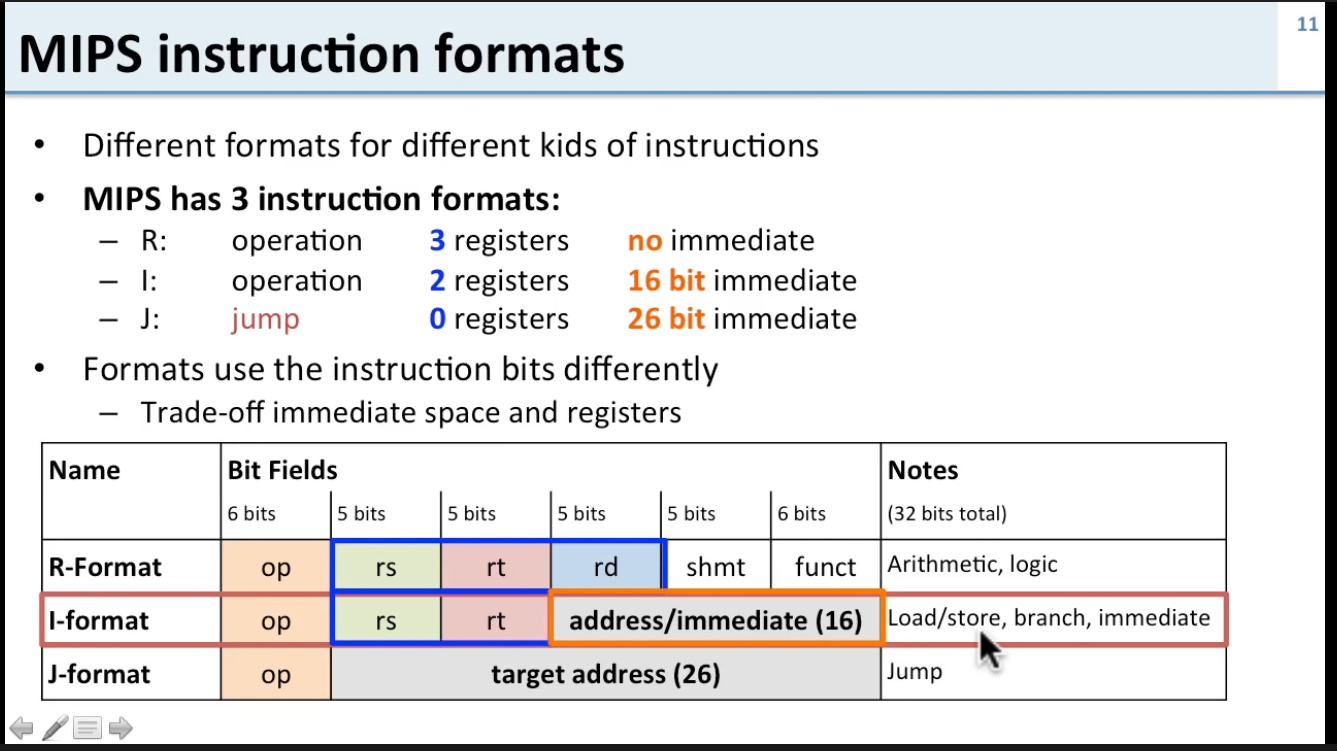 11
MIPS instruction formats
• Different formats for different kids of instructions
• MIPS has 3 instruction formats:
– R: operation 3 registers no immediate
– I: operation 2 registers 16 bit immediate
– J: jump 0 registers 26 bit immediate
• Formats use the instruction bits differently
– Trade-off immediate space and registers
Name Bit Fields Notes
6 bits 5 bits 5 bits 5 bits 5 bits 6 bits (32 bits total)
R-Format op rs rt rd shmt funct Arithmetic, logic
I-format op rs rt address/immediate (16) Load/store, branch, immediate
J-format op target address (26) Jump